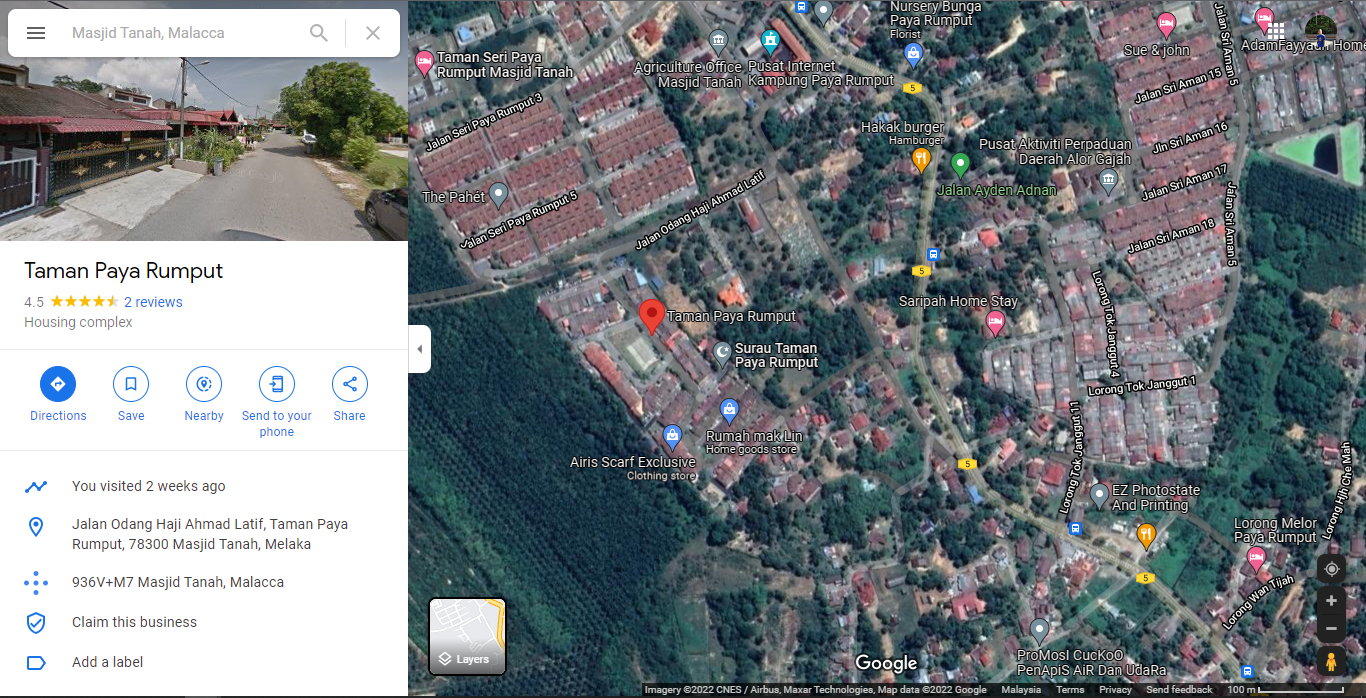 Masjid Tanah, Malacca
Taman Paya Rumput
4.5
2 reviews
Housing complex
Directions
Save
Nearby
Send to your
phone
Share
You visited 2 weeks ago
Jalan Odang Haji Ahmad Latif, Taman Paya
Rumput, 78300 Masjid Tanah, Melaka
936V+M7 Masjid Tanah, Malacca
Claim this business
Add a label
Taman Seri Paya
Rumput Masjid Tanah
Agriculture Office
Masjid Tanah
Pusat Internet
Kampung Paya Rumput
Nursery Bunga
Paya Rumput
Florist
5
Sue & john
Jalan Sri Aman 5
AdamFayyadh Home
Jalan Seri Paya Rumput 3
Jalan Sri Aman 15
Hakak burger
Hamburger
Jln Sri Aman 16
Pusat Aktiviti Perpaduan
Daerah Alor Gajah
The Pahét
Jalan Odang Haji Ahmad Latif
Jalan Ayden Adnan
Jalan Sri Aman 17
Jalan Seri Paya Rumput 5
Jalan Sri Aman 18
Jalan Sri Aman 5
5
Saripah Home Stay
Lorong Tok Janggut 4
Taman Paya Rumput
Surau Taman
Paya Rumput
Lorong Tok Janggut 1
Rumah mak Lin
Home goods store
Airis Scarf Exclusive
Clothing store
5
Lorong Tok Janggut 11
EZ Photostate
And Printing
Lorong Hjh Che Mah
Lorong Melor
Paya Rumput
5
Lorong Wan Tijah
ProMosI CucKoO
PenApiS AiR Dan UdaRa
Layers
Google
Imagery ©2022 CNES / Airbus, Maxar Technologies, Map data ©2022 Google
Malaysia
Terms
Privacy
Send feedback
100 m